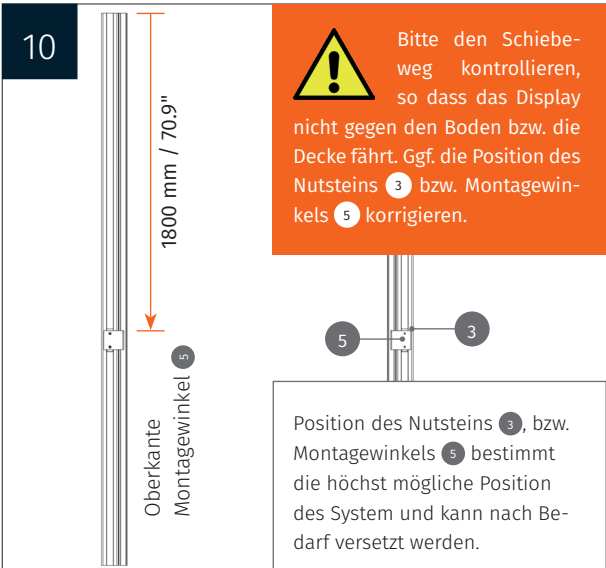 10
1800 mm / 70.9"
Oberkante
Montagewinkel 5
Bitte den Schiebe-
weg kontrollieren,
so dass das Display
nicht gegen den Boden bzw. die
Decke fährt. Ggf. die Position des
Nutsteins 3 bzw. Montagewin-
kels 5 korrigieren.
5
3
Position des Nutsteins 3, bzw.
Montagewinkels 5 bestimmt
die höchst mögliche Position
des System und kann nach Be-
darf versetzt werden.